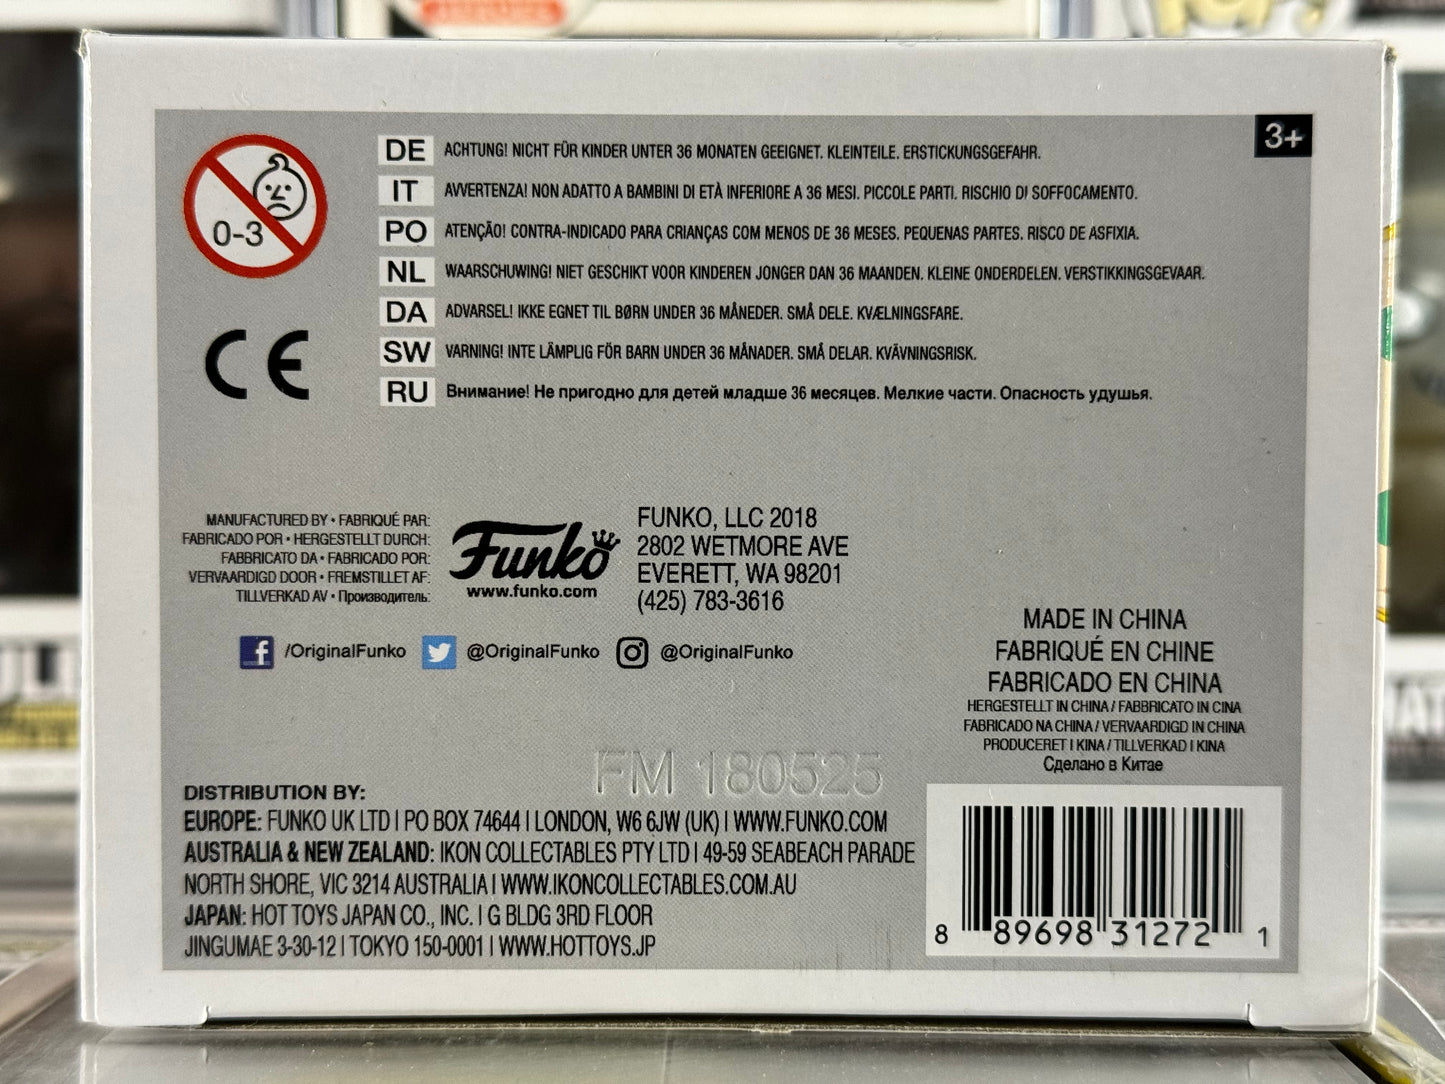 3+
0-3
DE ACHTUNG! NICHT FÜR KINDER UNTER 36 MONATEN GEEIGNET. KLEINTEILE. ERSTICKUNGSGEFAHR.
IT AVVERTENZA! NON ADATTO A BAMBINI DI ETÀ INFERIORE A 36 MESI. PICCOLE PARTI. RISCHIO DI SOFFOCAMENTO.
PO ATENÇÃO! CONTRA-INDICADO PARA CRIANÇAS COM MENOS DE 36 MESES. PEQUENAS PARTES. RISCO DE ASFIXIA.
NL WAARSCHUWING! NIET GESCHIKT VOOR KINDEREN JONGER DAN 36 MAANDEN. KLEINE ONDERDELEN. VERSTIKKINGSGEVAAR.
DA ADVARSEL! IKKE EGNET TIL BØRN UNDER 36 MÅNEDER. SMÅ DELE. KVÆLNINGSFARE.
SW VARNING! INTE LÄMPLIG FÖR BARN UNDER 36 MÅNADER. SMÅ DELAR. KVÄVNINGSRISK.
RU Внимание! Не пригодно для детей младше 36 месяцев. Мелкие части. Опасность удушья.
CE
MANUFACTURED BY • FABRIQUÉ PAR:
FABRICADO POR • HERGESTELLT DURCH:
FABBRICATO DA • FABRICADO POR:
VERVAARDIGD DOOR • FREMSTILLET AF:
TILLVERKAD AV • Производитель:
Funko
www.funko.com
FUNKO, LLC 2018
2802 WETMORE AVE
EVERETT, WA 98201
(425) 783-3616
/OriginalFunko @OriginalFunko @OriginalFunko
MADE IN CHINA
FABRIQUÉ EN CHINE
FABRICADO EN CHINA
HERGESTELLT IN CHINA / FABBRICATO IN CINA
FABRICADO NA CHINA / VERVAARDIGD IN CHINA
PRODUCERET I KINA / TILLVERKAD I KINA
Сделано в Китае
FM 180525
DISTRIBUTION BY:
EUROPE: FUNKO UK LTD | PO BOX 74644 | LONDON, W6 6JW (UK) | WWW.FUNKO.COM
AUSTRALIA & NEW ZEALAND: IKON COLLECTABLES PTY LTD | 49-59 SEABEACH PARADE
NORTH SHORE, VIC 3214 AUSTRALIA | WWW.IKONCOLLECTABLES.COM.AU
JAPAN: HOT TOYS JAPAN CO., INC. | G BLDG 3RD FLOOR
JINGUMAE 3-30-12 | TOKYO 150-0001 | WWW.HOTTOYS.JP
8 89698 31272 1